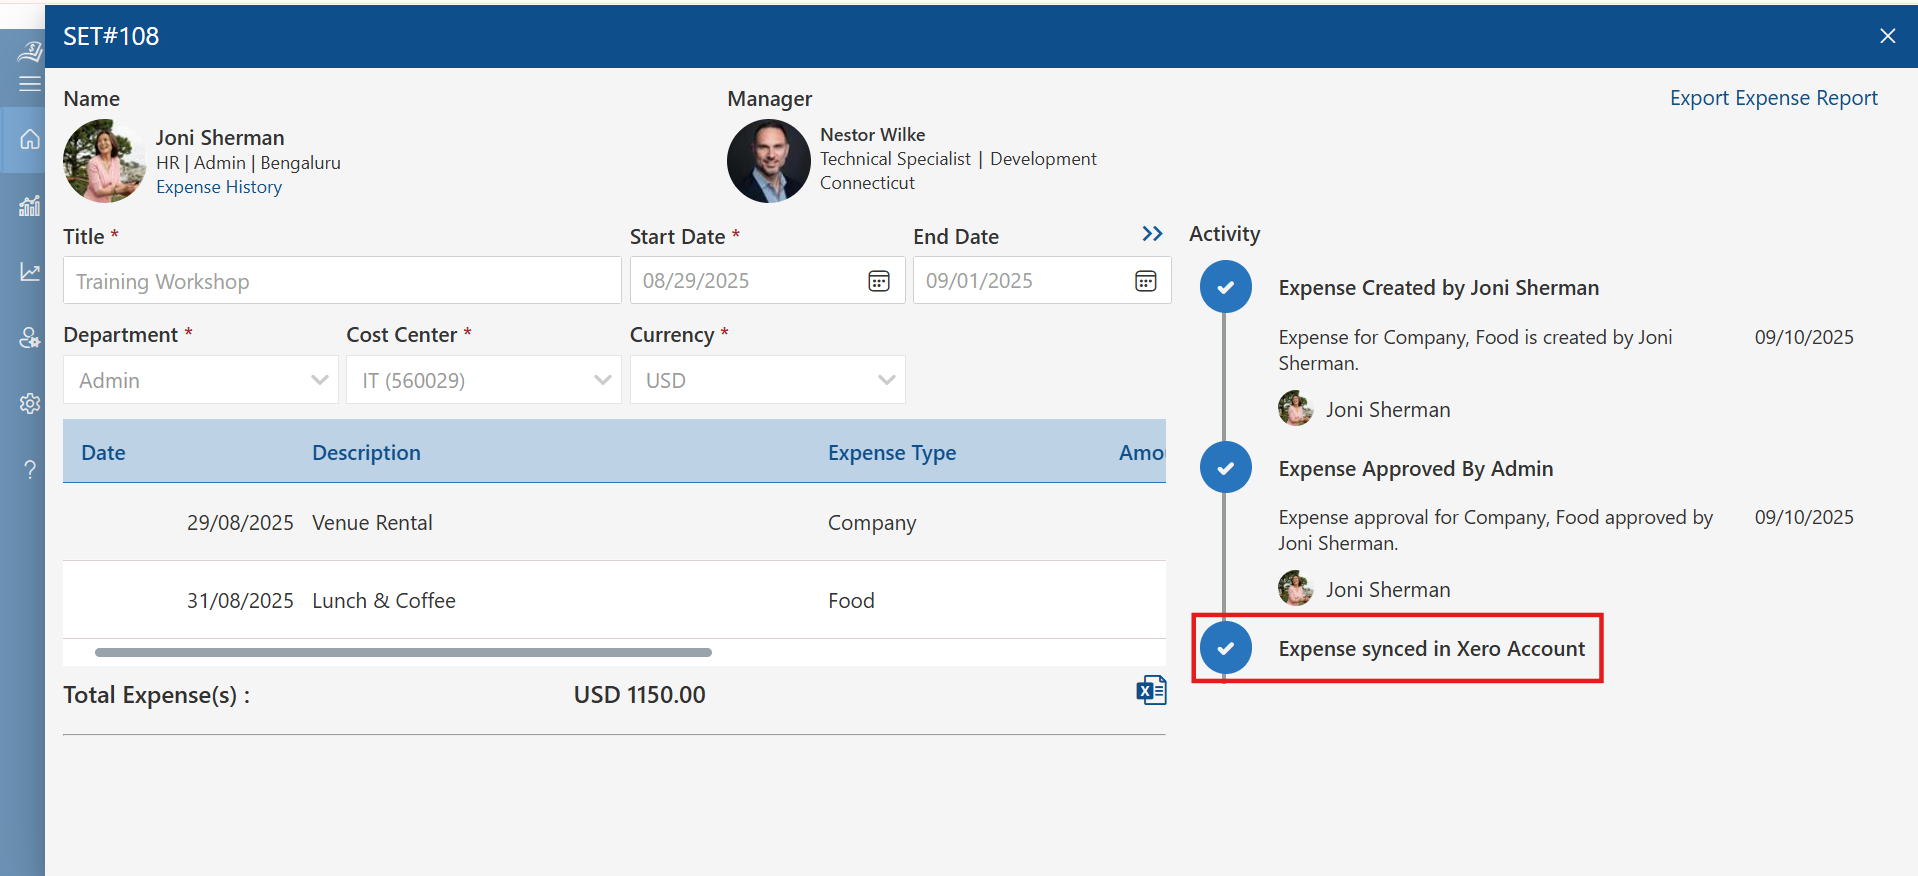 SET#108
Name
Joni Sherman
HR | Admin | Bengaluru
Expense History
Manager
Nestor Wilke
Technical Specialist | Development
Connecticut
Export Expense Report
Title *
Training Workshop
Start Date *
08/29/2025
End Date
09/01/2025
Department *
Admin
Cost Center *
IT (560029)
Currency *
USD
Date Description Expense Type Amo
29/08/2025 Venue Rental Company
31/08/2025 Lunch & Coffee Food
Total Expense(s) : USD 1150.00
Activity
Expense Created by Joni Sherman
Expense for Company, Food is created by Joni 09/10/2025
Sherman.
Joni Sherman
Expense Approved By Admin
Expense approval for Company, Food approved by 09/10/2025
Joni Sherman.
Joni Sherman
Expense synced in Xero Account